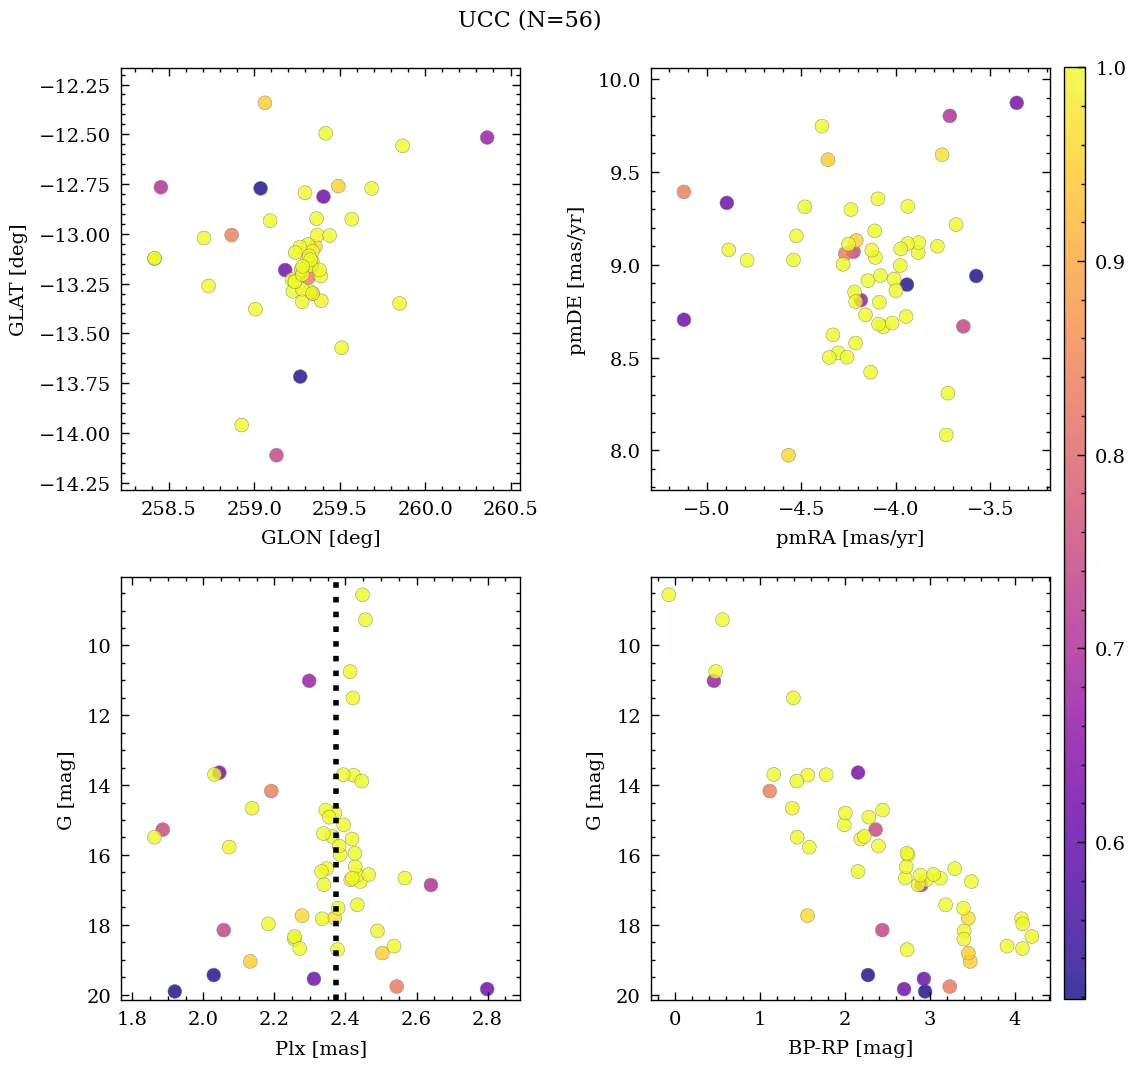 UCC (N=56)
−12.25
−12.50
−12.75
−13.00
−13.25
−13.50
−13.75
−14.00
−14.25
GLAT [deg]
258.5 259.0 259.5 260.0 260.5
GLON [deg]
10.0
9.5
9.0
8.5
8.0
pmDE [mas/yr]
−5.0 −4.5 −4.0 −3.5
pmRA [mas/yr]
1.0
0.9
0.8
0.7
0.6
10
12
14
16
18
20
G [mag]
1.8 2.0 2.2 2.4 2.6 2.8
Plx [mas]
10
12
14
16
18
20
G [mag]
0 1 2 3 4
BP-RP [mag]